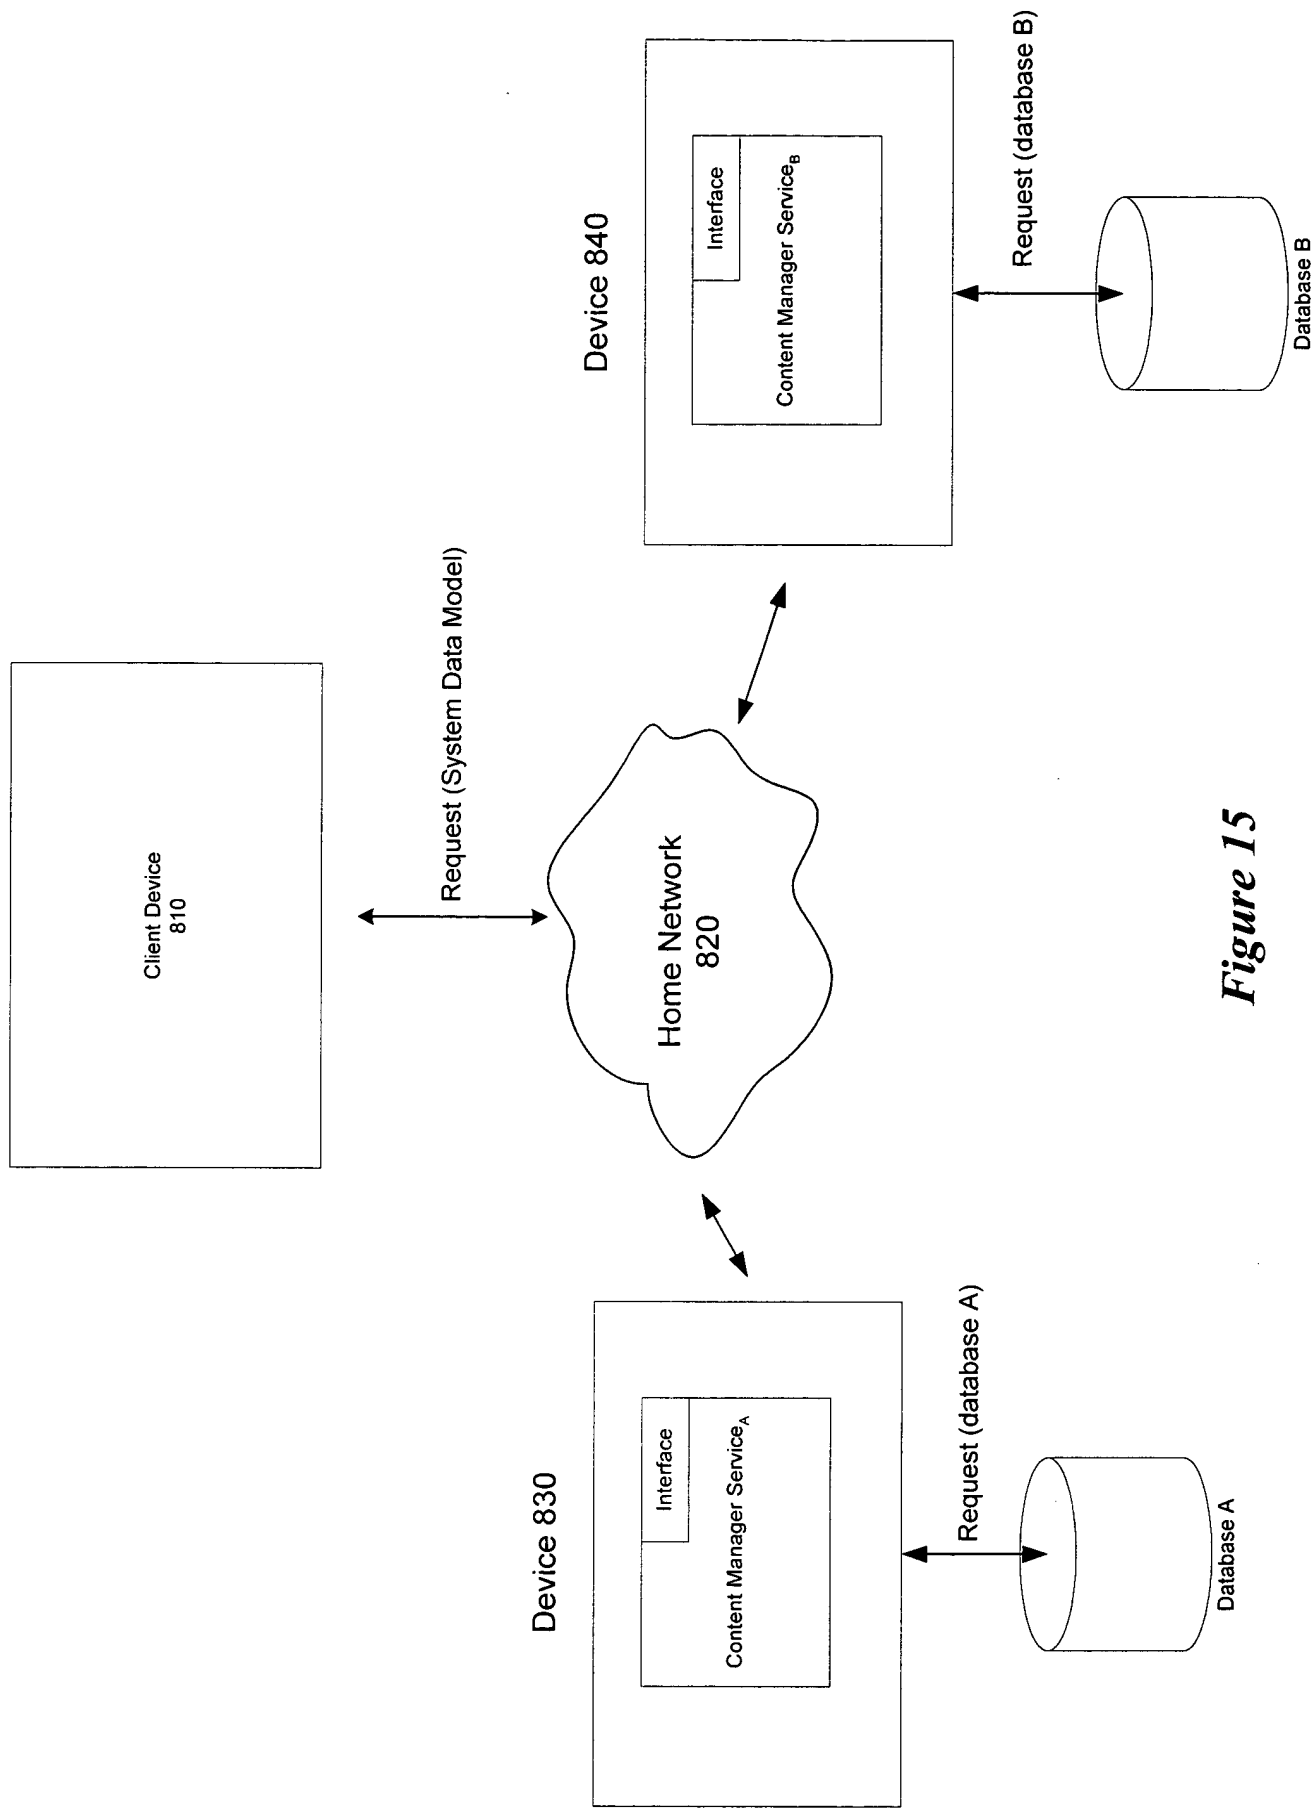 Client Device
810
Request (System Data Model)
Home Network
820
Device 830
Interface
Content Manager ServiceA
Request (database A)
Database A
Device 840
Interface
Content Manager ServiceB
Request (database B)
Database B
Figure 15